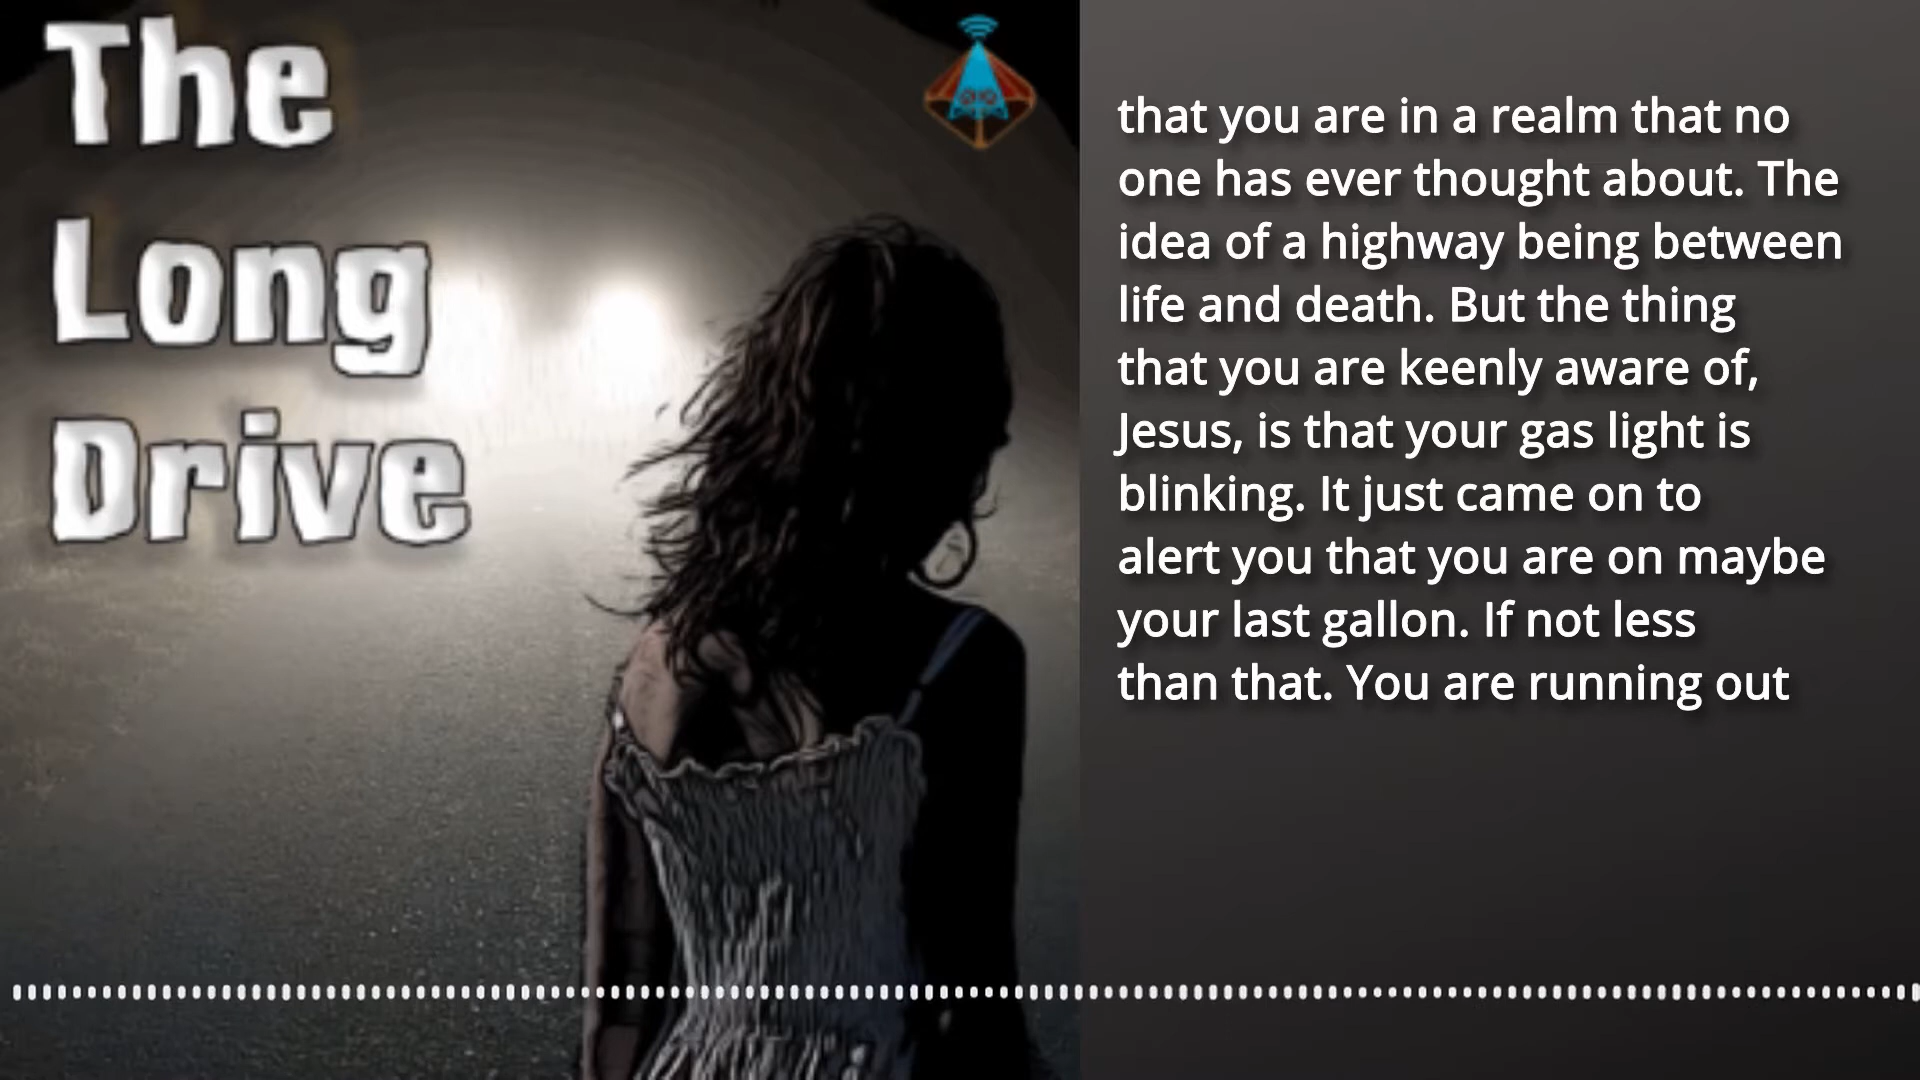 The
Long
Drive
that you are in a realm that no
one has ever thought about. The
idea of a highway being between
life and death. But the thing
that you are keenly aware of,
Jesus, is that your gas light is
blinking. It just came on to
alert you that you are on maybe
your last gallon. If not less
than that. You are running out